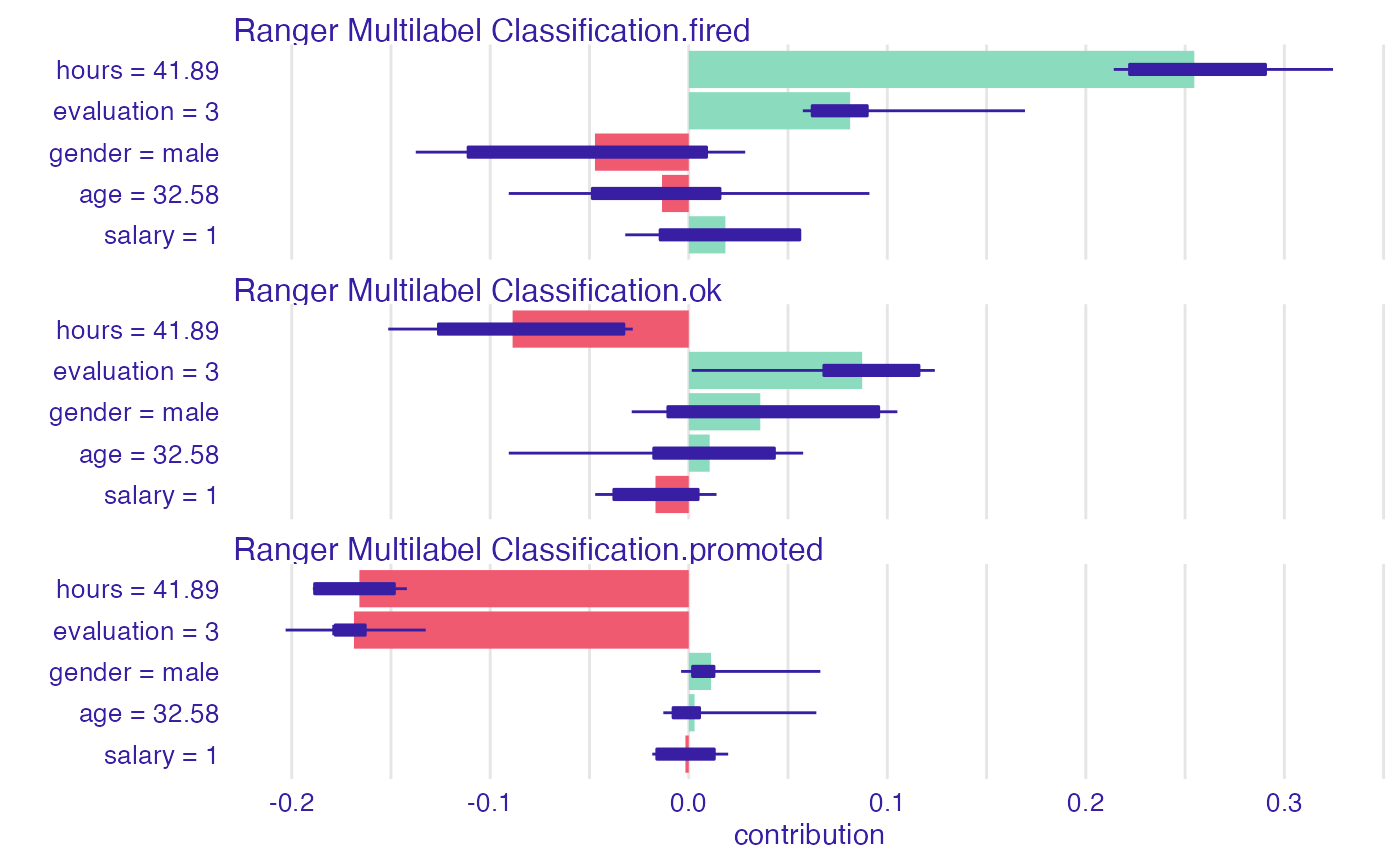 Ranger Multilabel Classification.fired
hours = 41.89
evaluation = 3
gender = male
age = 32.58
salary = 1
Ranger Multilabel Classification.ok
hours = 41.89
evaluation = 3
gender = male
age = 32.58
salary = 1
Ranger Multilabel Classification.promoted
hours = 41.89
evaluation = 3
gender = male
age = 32.58
salary = 1
-0.2 -0.1 0.0 0.1 0.2 0.3
contribution